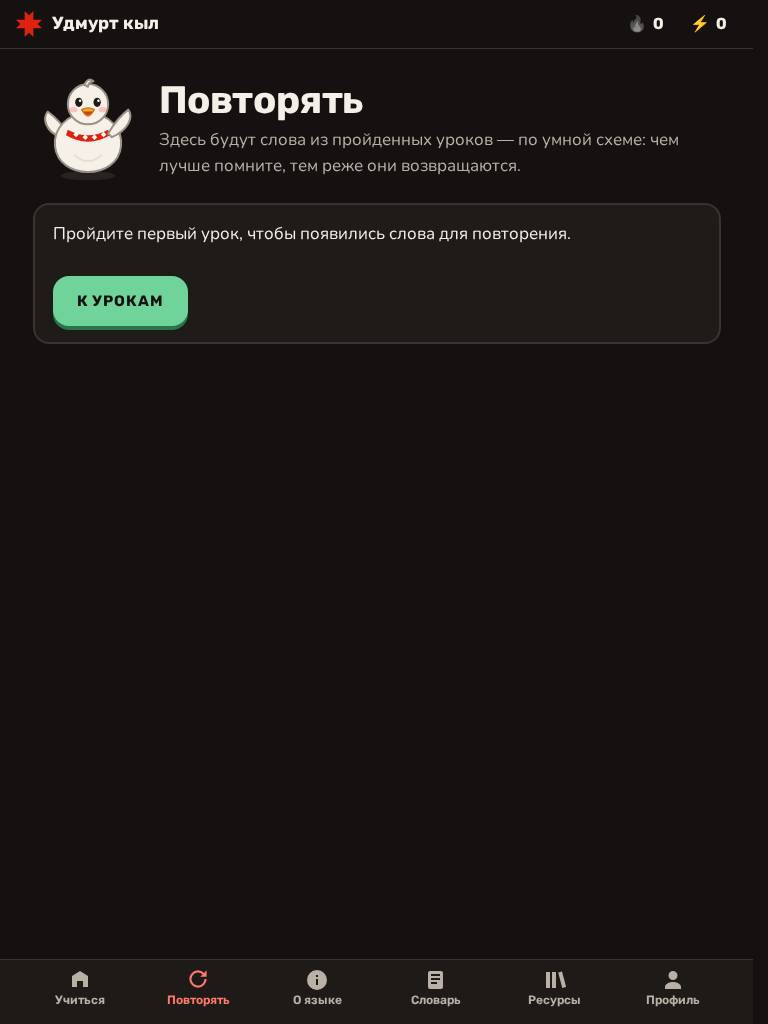 Удмурт кыл
0
0
Повторять
Здесь будут слова из пройденных уроков — по умной схеме: чем
лучше помните, тем реже они возвращаются.
Пройдите первый урок, чтобы появились слова для повторения.
К УРОКАМ
Учиться
Повторять
О языке
Словарь
Ресурсы
Профиль